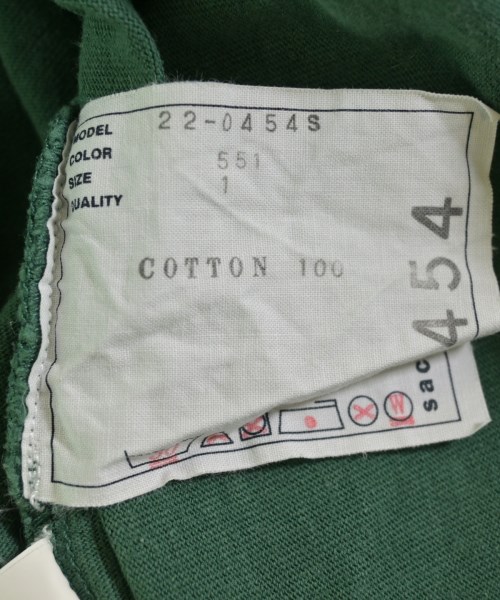 MODEL 22-0454S
COLOR 551
SIZE 1
QUALITY
COTTON 100
454
sac
W